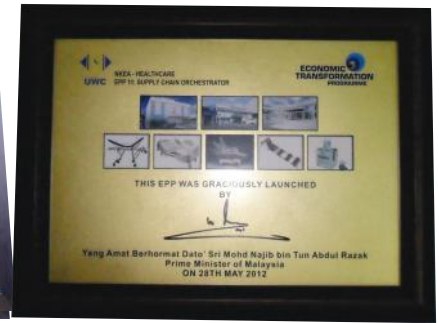 UWC
NKEA - HEALTHCARE
EPP 11: SUPPLY CHAIN ORCHESTRATOR
ECONOMIC
TRANSFORMATION
PROGRAMME
THIS EPP WAS GRACIOUSLY LAUNCHED
BY
Yang Amat Berhormat Dato' Sri Mohd Najib bin Tun Abdul Razak
Prime Minister of Malaysia
ON 28TH MAY 2012